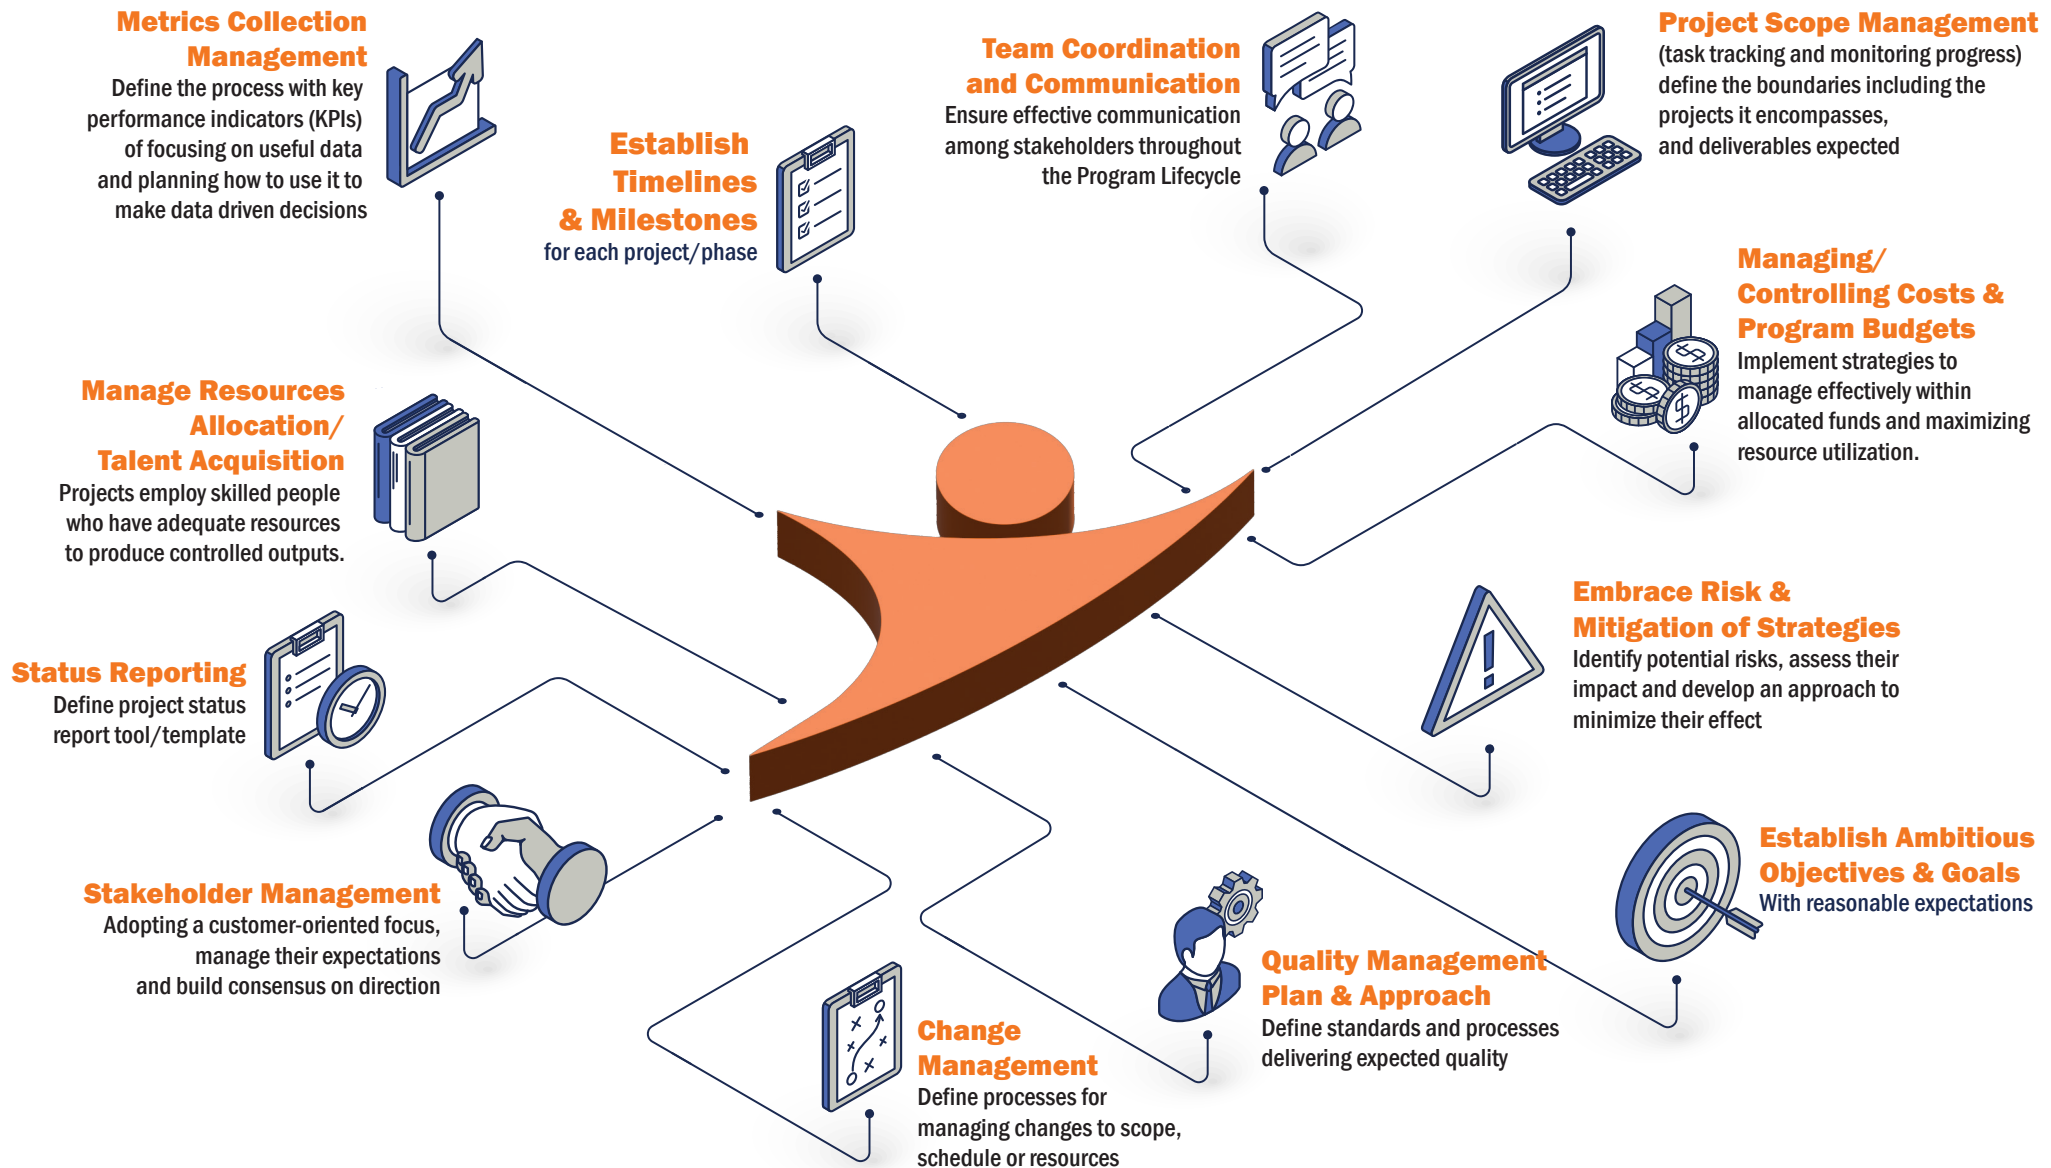 Metrics Collection
Management
Define the process with key
performance indicators (KPIs)
of focusing on useful data
and planning how to use it to
make data driven decisions
Establish
Timelines
& Milestones
for each project/phase
Team Coordination
and Communication
Ensure effective communication
among stakeholders throughout
the Program Lifecycle
Project Scope Management
(task tracking and monitoring progress)
define the boundaries including the
projects it encompasses,
and deliverables expected
Managing/
Controlling Costs &
Program Budgets
Implement strategies to
manage effectively within
allocated funds and maximizing
resource utilization.
Manage Resources
Allocation/
Talent Acquisition
Projects employ skilled people
who have adequate resources
to produce controlled outputs.
Embrace Risk &
Mitigation of Strategies
Identify potential risks, assess their
impact and develop an approach to
minimize their effect
Status Reporting
Define project status
report tool/template
Establish Ambitious
Objectives & Goals
With reasonable expectations
Stakeholder Management
Adopting a customer-oriented focus,
manage their expectations
and build consensus on direction
Quality Management
Plan & Approach
Define standards and processes
delivering expected quality
Change
Management
Define processes for
managing changes to scope,
schedule or resources